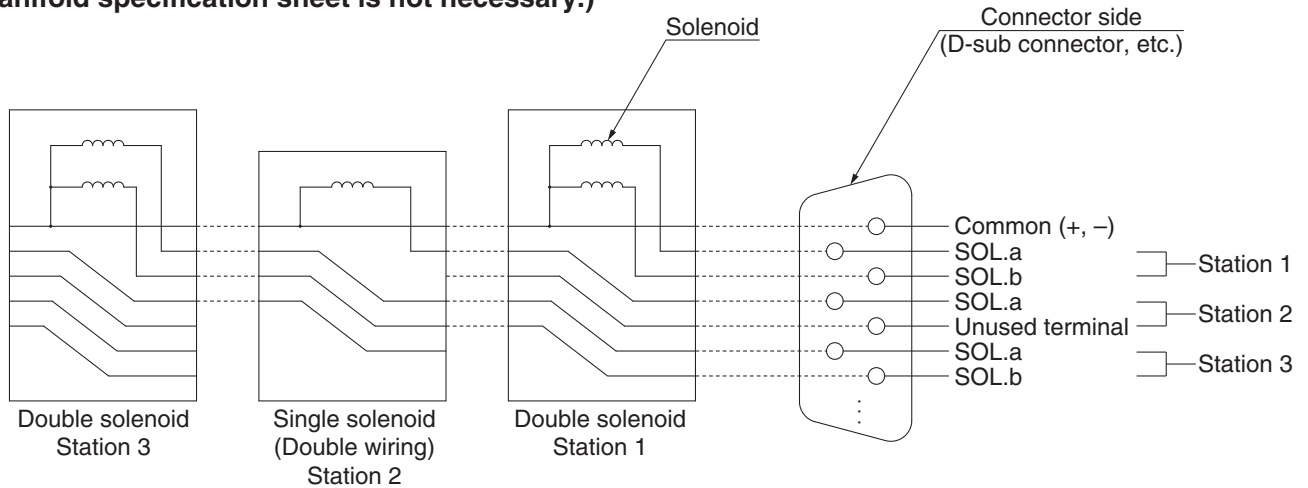 anifold specification sheet is not necessary.)
Solenoid
Connector side
(D-sub connector, etc.)
Common (+, –)
SOL.a
SOL.b
Station 1
SOL.a
Unused terminal
Station 2
SOL.a
SOL.b
Station 3
Double solenoid
Station 3
Single solenoid
(Double wiring)
Station 2
Double solenoid
Station 1